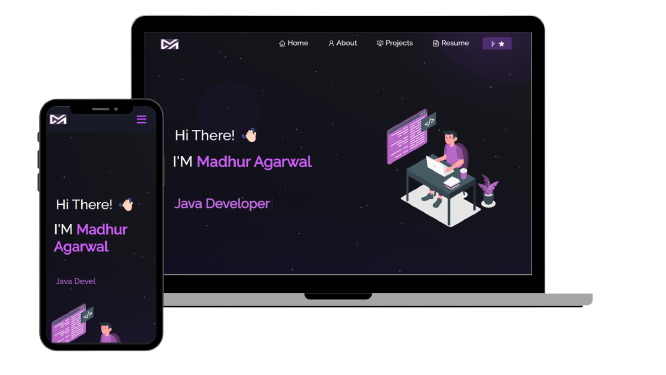 Home
About
Projects
Resume
Hi There!
I'M Madhur Agarwal
Java Developer
</>
Hi There!
I'M Madhur
Agarwal
Java Devel
</>